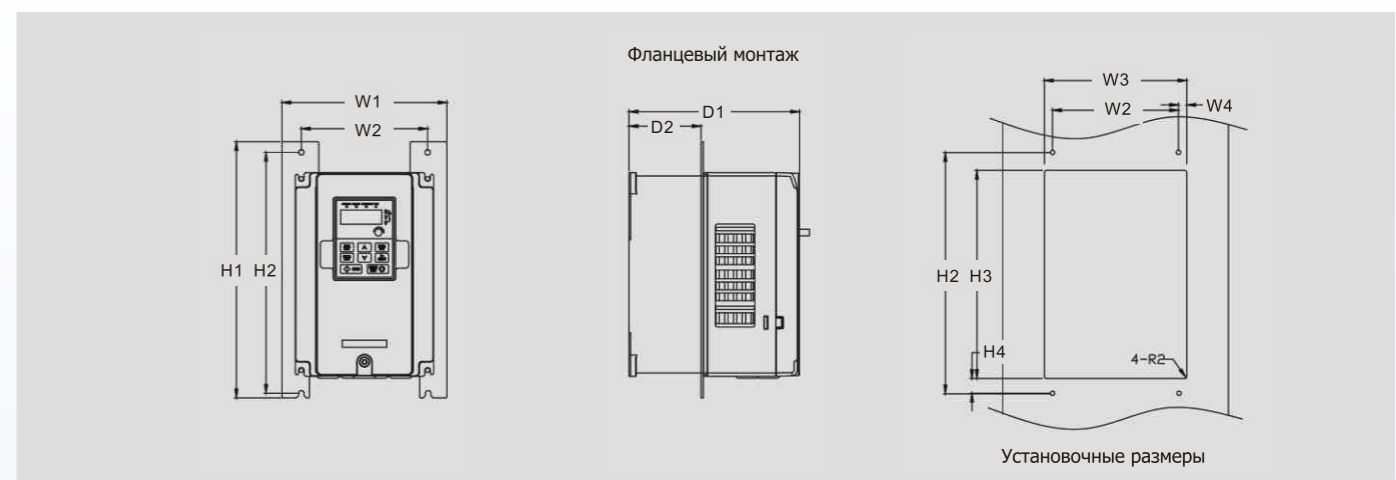 Фланцевый монтаж
W1
W2
H1
H2
D1
D2
W3
W2
W4
H2
H3
H4
4-R2
Установочные размеры